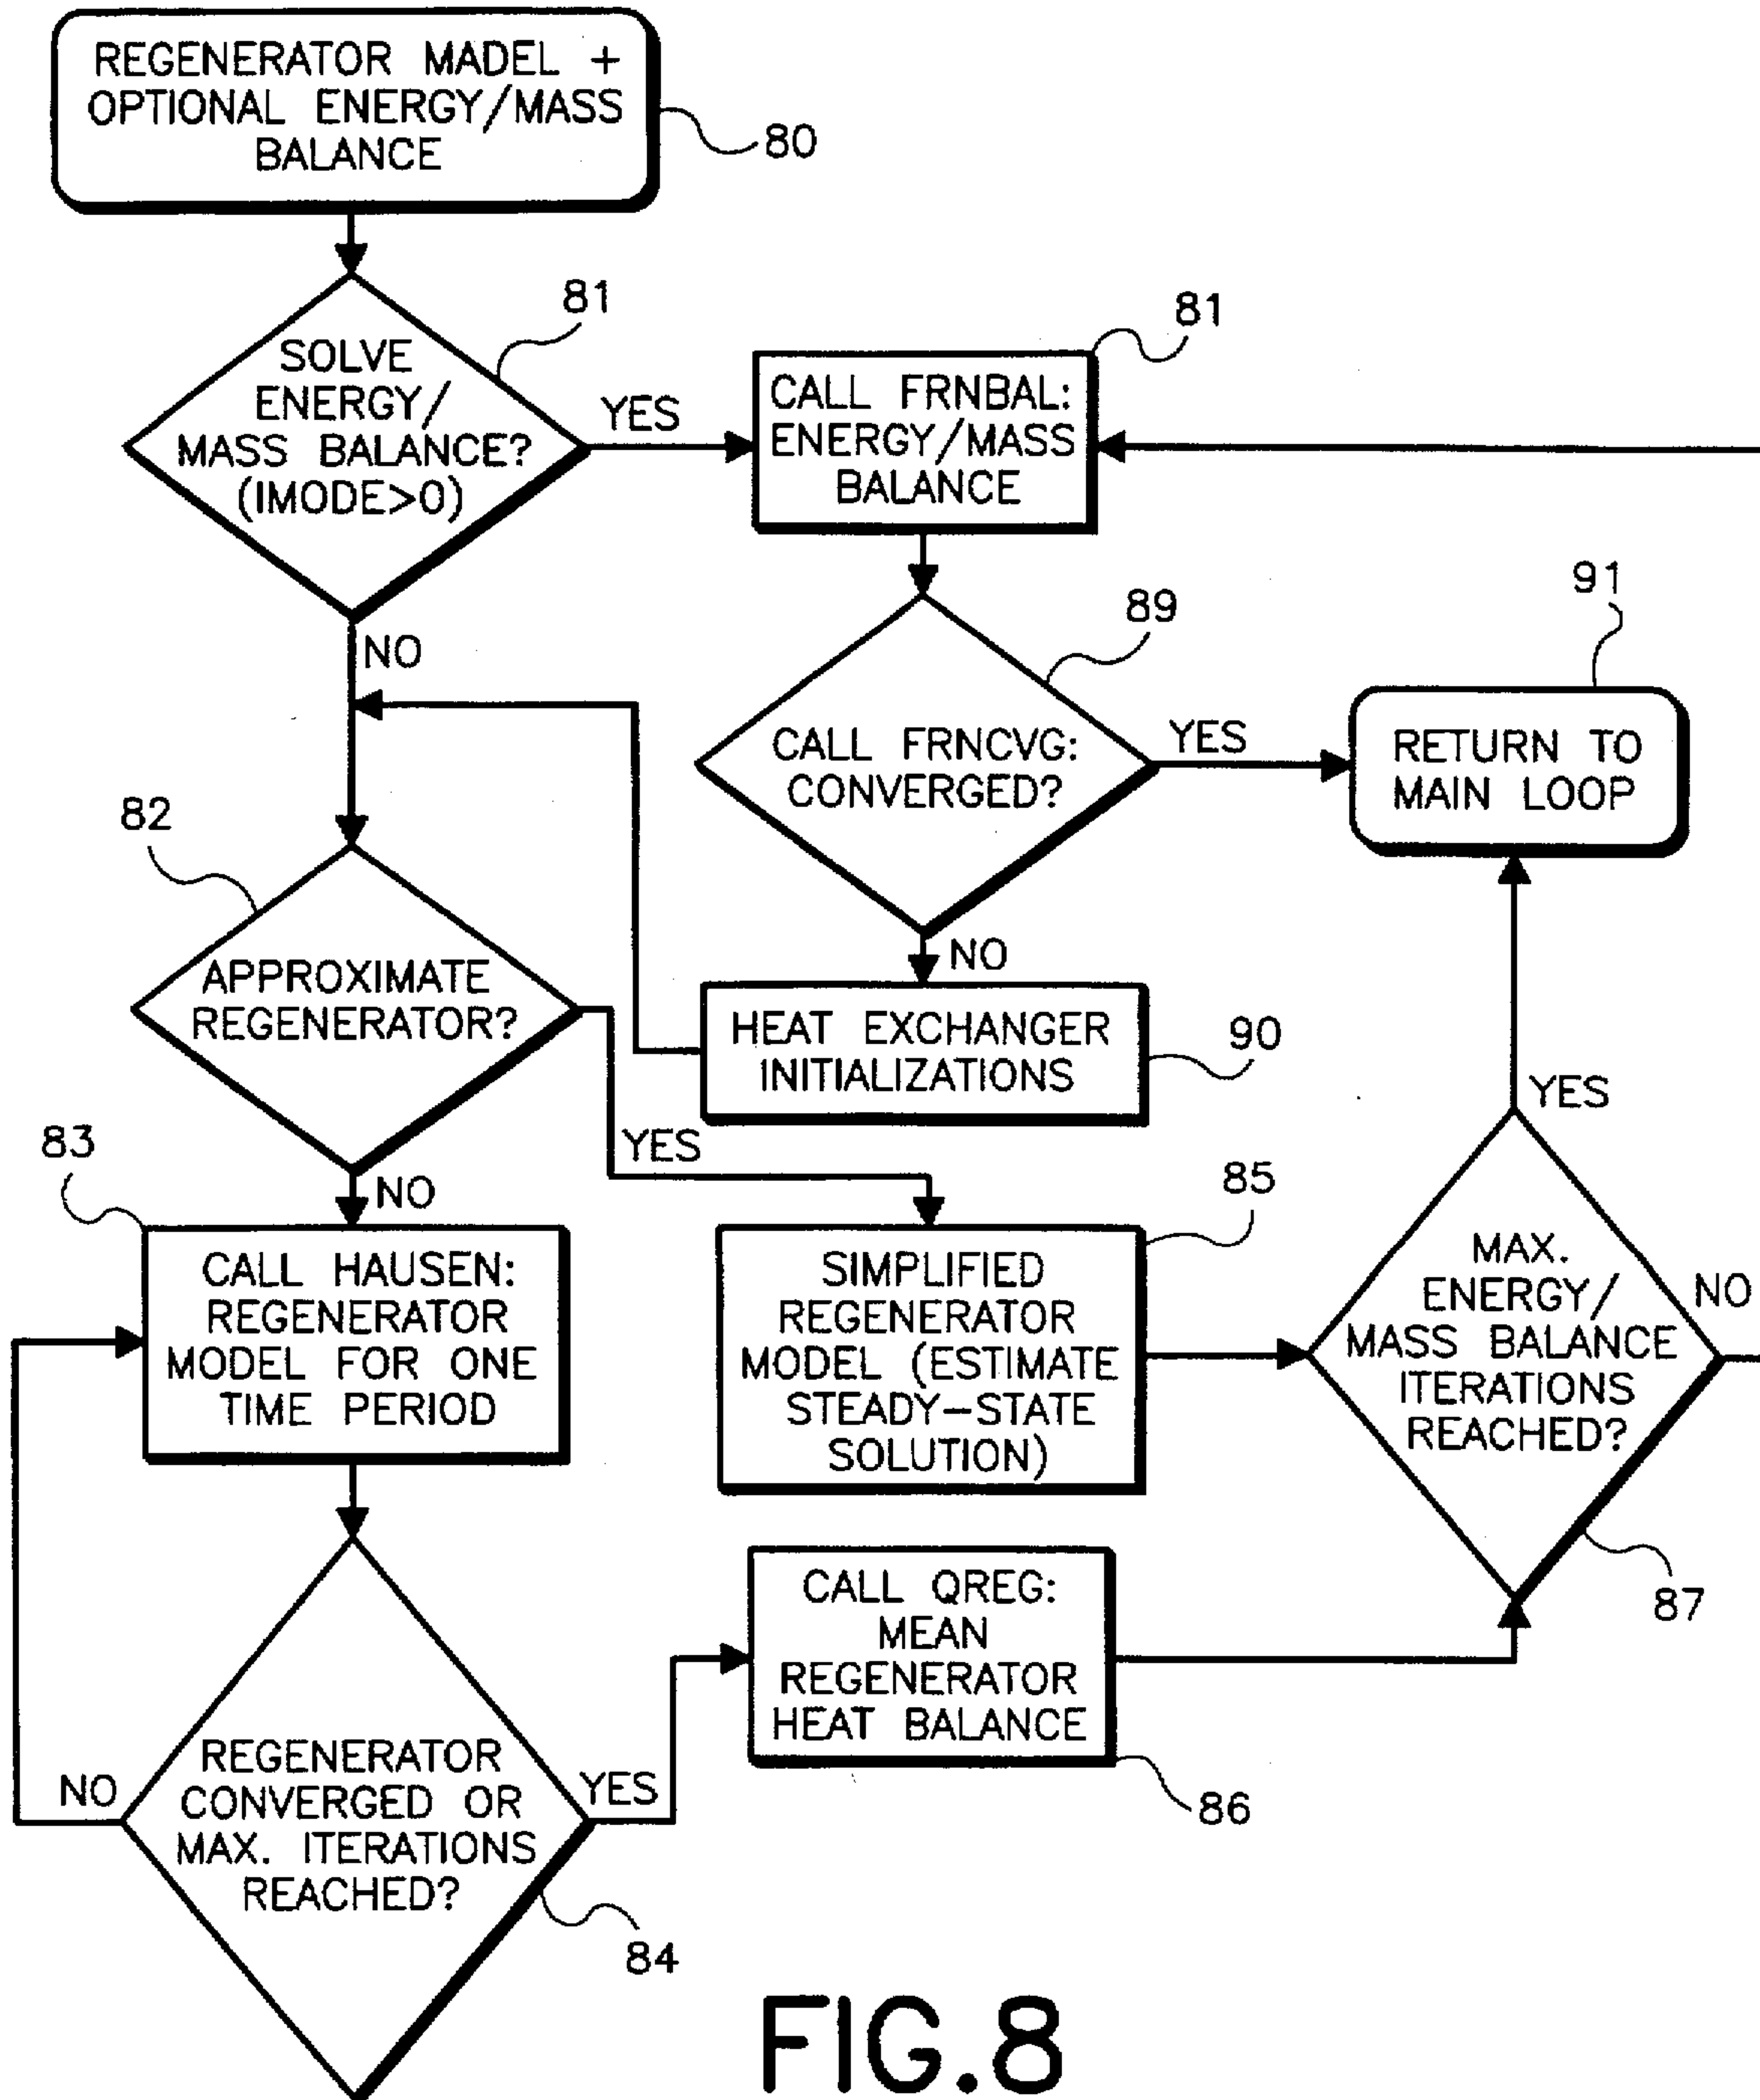 REGENERATOR MADEL +
OPTIONAL ENERGY/MASS
BALANCE
80
SOLVE
ENERGY/
MASS BALANCE?
(IMODE>0)
81
YES
NO
CALL FRNBAL:
ENERGY/MASS
BALANCE
81
CALL FRNCVG:
CONVERGED?
89
YES
NO
RETURN TO
MAIN LOOP
91
HEAT EXCHANGER
INITIALIZATIONS
90
APPROXIMATE
REGENERATOR?
82
YES
NO
CALL HAUSEN:
REGENERATOR
MODEL FOR ONE
TIME PERIOD
83
SIMPLIFIED
REGENERATOR
MODEL (ESTIMATE
STEADY-STATE
SOLUTION)
85
MAX.
ENERGY/
MASS BALANCE
ITERATIONS
REACHED?
87
YES
NO
REGENERATOR
CONVERGED OR
MAX. ITERATIONS
REACHED?
84
NO
YES
CALL QREG:
MEAN
REGENERATOR
HEAT BALANCE
86
FIG.8